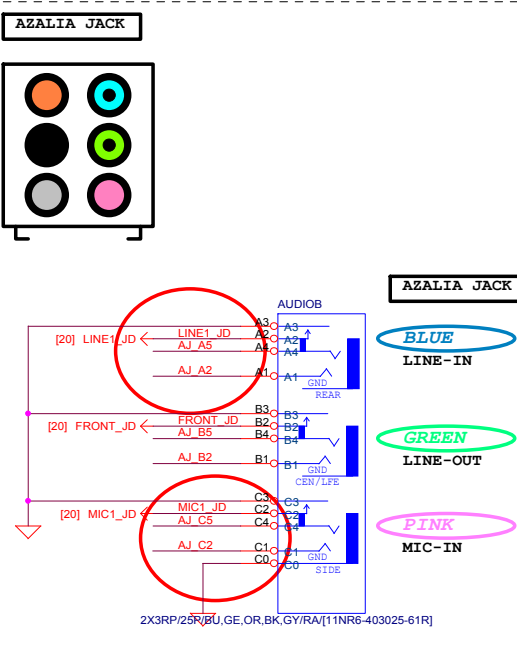 AZALIA JACK
AZALIA JACK
AUDIOB
A3 A3
[20] LINE1_JD LINE1_JD A2 A2
AJ_A5 A4 A4
AJ_A2 A1 A1
GND
REAR
BLUE
LINE-IN
B3 B3
[20] FRONT_JD FRONT_JD B2 B2
AJ_B5 B4 B4
AJ_B2 B1 B1
GND
CEN/LFE
GREEN
LINE-OUT
C3 C3
[20] MIC1_JD MIC1_JD C2 C2
AJ_C5 C4 C4
AJ_C2 C1 C1
GND
C0 C0
SIDE
PINK
MIC-IN
2X3RP/25P/BU,GE,OR,BK,GY/RA/[11NR6-403025-61R]